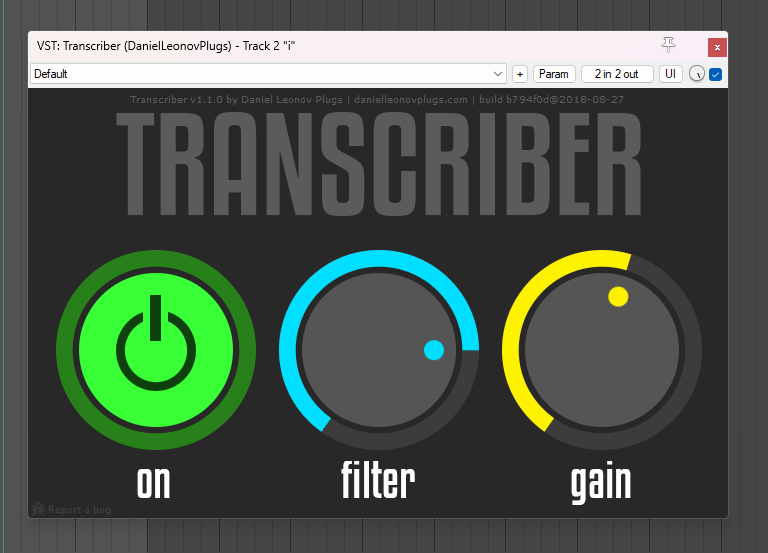 VST: Transcriber (DanielLeonovPlugs) - Track 2 "i"
x
Default
+
Param
2 in 2 out
UI
Transcriber v1.1.0 by Daniel Leonov Plugs | danielleonovplugs.com | build b794f0d@2018-08-27
TRANSCRIBER
on
filter
gain
Report a bug